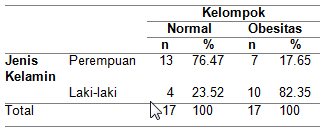 Kelompok
Normal Obesitas
n % n %
Jenis Kelamin Perempuan 13 76.47 7 17.65
Laki-laki 4 23.52 10 82.35
Total 17 100 17 100